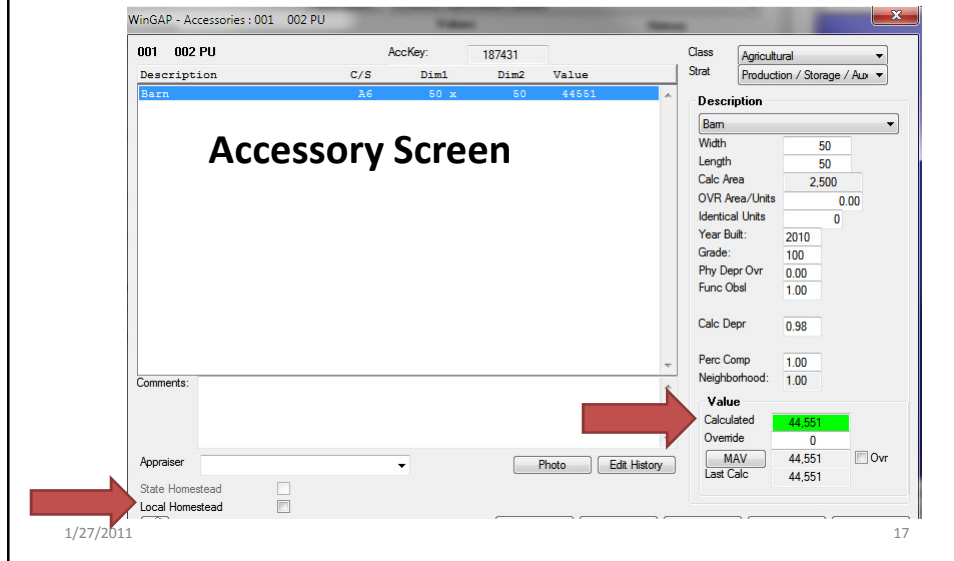 WinGAP - Accessories : 001 002 PU
001 002 PU AccKey: 187431
Description C/S Dim1 Dim2 Value
Barn A6 50 x 50 44551
Accessory Screen
Comments:
Appraiser
Photo Edit History
State Homestead
Local Homestead
Class Agricultural
Strat Production / Storage / Aux
Description
Barn
Width 50
Length 50
Calc Area 2,500
OVR Area/Units 0.00
Identical Units 0
Year Built: 2010
Grade: 100
Phy Depr Ovr 0.00
Func Obsl 1.00
Calc Depr 0.98
Perc Comp 1.00
Neighborhood: 1.00
Value
Calculated 44,551
Override 0
MAV 44,551 Ovr
Last Calc 44,551
1/27/2011 17